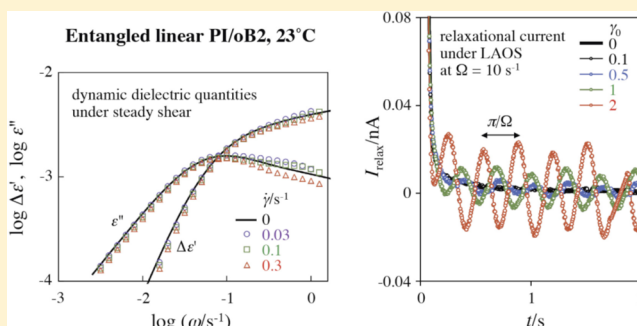 Entangled linear PI/oB2, 23°C
-2
-3
-4
log Δε', log ε"
dynamic dielectric quantities
under steady shear
ε"
Δε'
γ̇/s⁻¹
0
0.03
0.1
0.3
-3
-2
-1
0
log (ω/s⁻¹)
0.08
0.04
0
-0.04
I_relax/nA
relaxational current
under LAOS
at Ω = 10 s⁻¹
γ₀
0
0.1
0.5
1
2
π/Ω
0
1
t/s